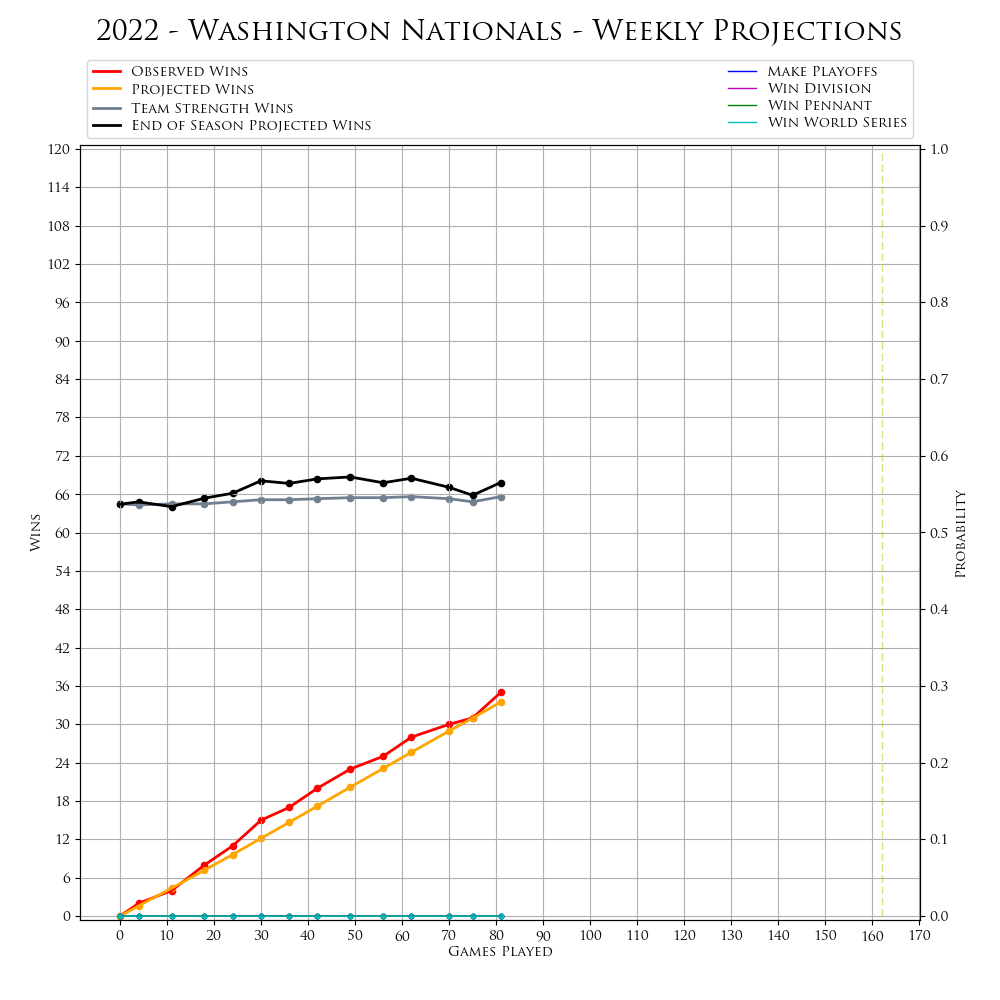 2022 - Washington Nationals - Weekly Projections
Observed Wins
Projected Wins
Team Strength Wins
End of Season Projected Wins
Make Playoffs
Win Division
Win Pennant
Win World Series
120
114
108
102
96
90
84
78
72
66
60
54
48
42
36
30
24
18
12
6
0
Wins
1.0
0.9
0.8
0.7
0.6
0.5
0.4
0.3
0.2
0.1
0.0
Probability
0 10 20 30 40 50 60 70 80 90 100 110 120 130 140 150 160 170
Games Played